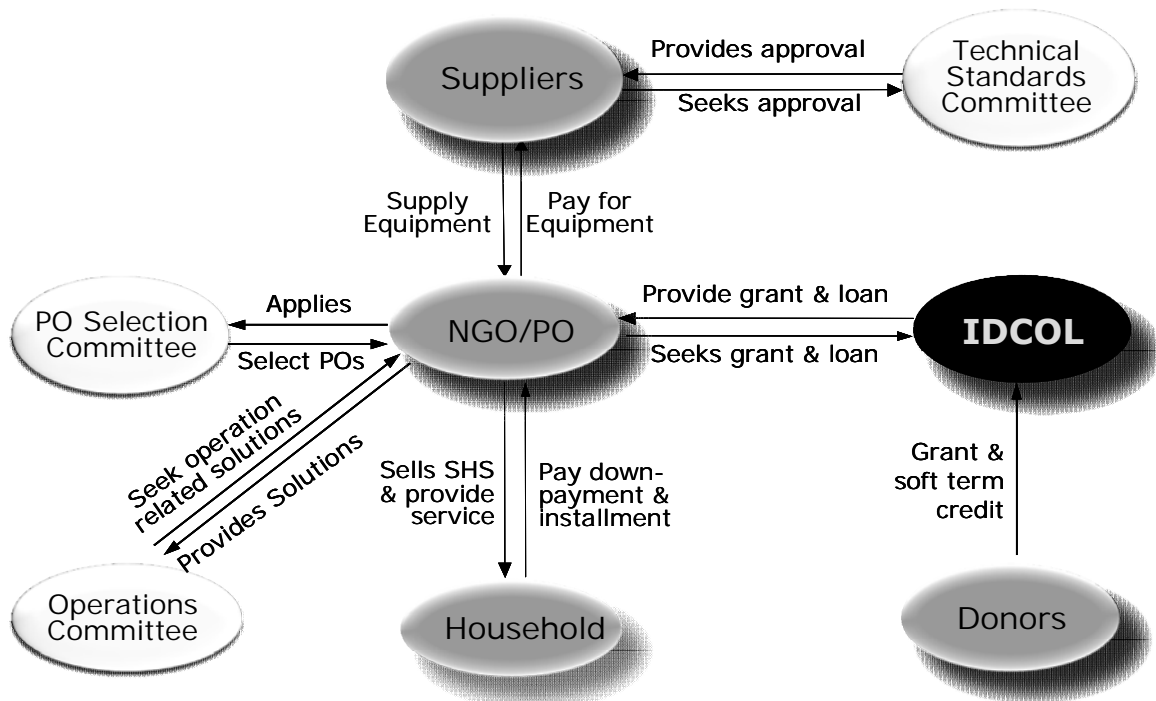 Suppliers
Provides approval
Seeks approval
Technical
Standards
Committee
Supply
Equipment
Pay for
Equipment
PO Selection
Committee
Applies
Select POs
NGO/PO
Provide grant & loan
Seeks grant & loan
IDCOL
Seek operation
related solutions
Provides Solutions
Sells SHS
& provide
service
Pay down-
payment &
installment
Grant &
soft term
credit
Operations
Committee
Household
Donors